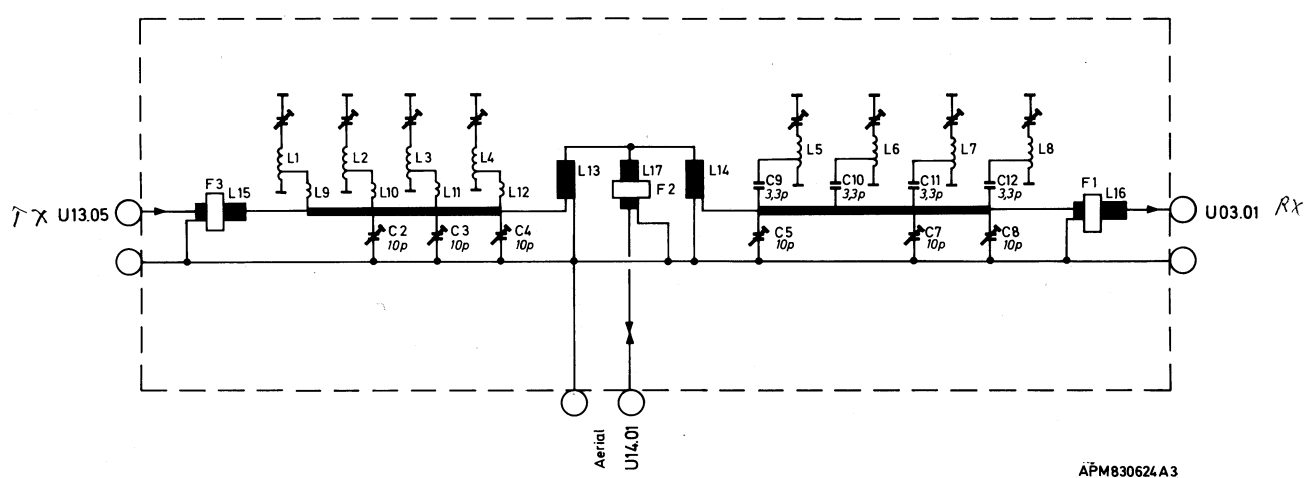 L1 L2 L3 L4 L5 L6 L7 L8
L13 L17 L14
F3 L15 L9 L10 L11 L12 F2 C9 3,3p C10 3,3p C11 3,3p C12 3,3p F1 L16
TX U13.05 U03.01 RX
C2 10p C3 10p C4 10p C5 10p C7 10p C8 10p
Aerial
U14.01
APM830624A3